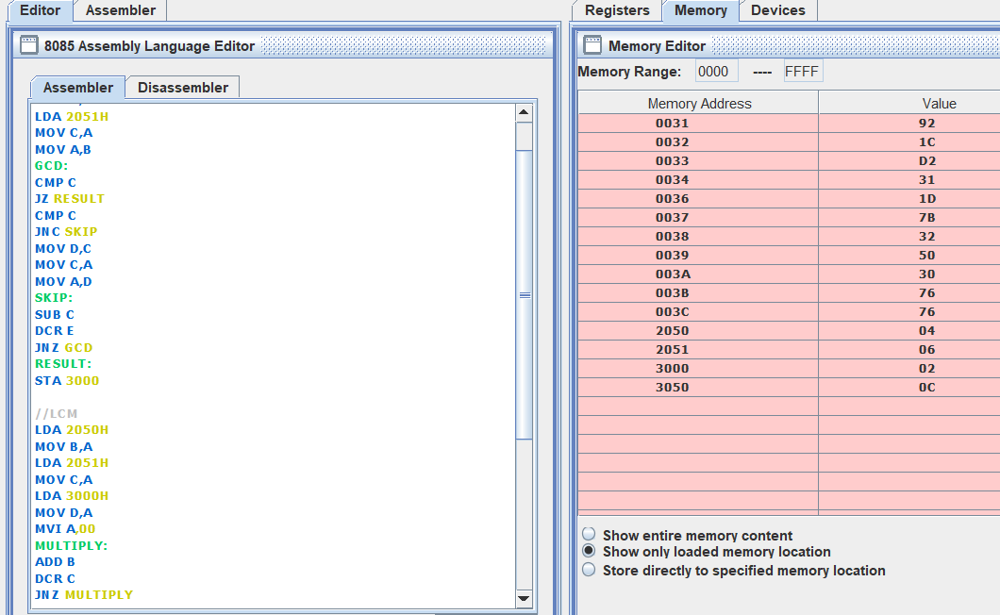 Editor Assembler
8085 Assembly Language Editor
Assembler Disassembler
LDA 2051H
MOV C,A
MOV A,B
GCD:
CMP C
JZ RESULT
CMP C
JNC SKIP
MOV D,C
MOV C,A
MOV A,D
SKIP:
SUB C
DCR E
JNZ GCD
RESULT:
STA 3000
//LCM
LDA 2050H
MOV B,A
LDA 2051H
MOV C,A
LDA 3000H
MOV D,A
MVI A,00
MULTIPLY:
ADD B
DCR C
JNZ MULTIPLY
Registers Memory Devices
Memory Editor
Memory Range: 0000 ---- FFFF
Memory Address Value
0031 92
0032 1C
0033 D2
0034 31
0036 1D
0037 7B
0038 32
0039 50
003A 30
003B 76
003C 76
2050 04
2051 06
3000 02
3050 0C
Show entire memory content
Show only loaded memory location
Store directly to specified memory location